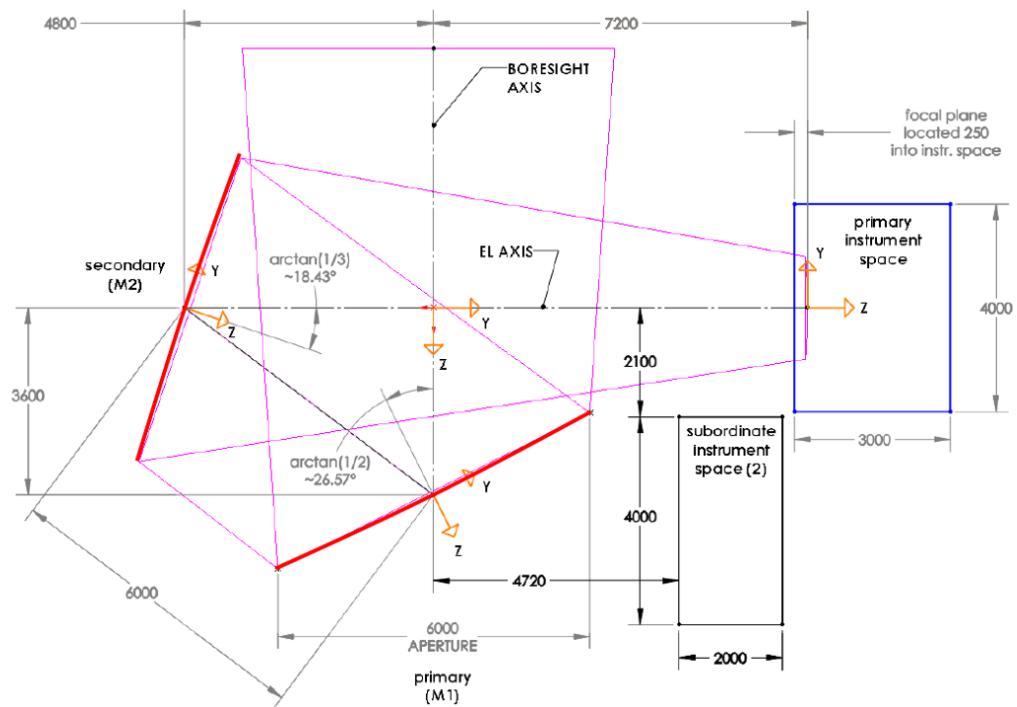 4800
7200
BORESIGHT
AXIS
focal plane
located 250
into instr. space
primary
instrument
space
secondary
(M2)
Y
arctan(1/3)
~18.43°
EL AXIS
Y
Z
Z
Y
Z
4000
3600
2100
3000
subordinate
instrument
space (2)
arctan(1/2)
~26.57°
Y
Z
4000
4720
6000
6000
APERTURE
2000
primary
(M1)